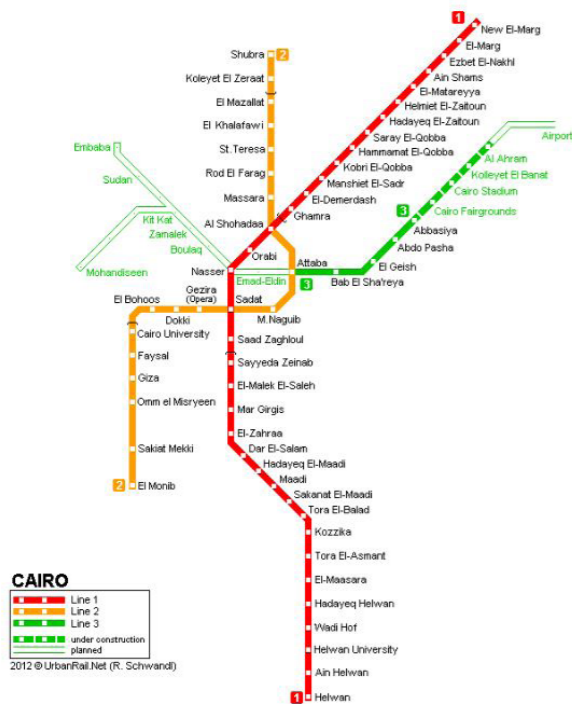 1
New El-Marg
El-Marg
Ezbet El-Nakhl
Ain Shams
El-Matareyya
Helmiet El-Zaitoun
Hadayeq El-Zaitoun
Saray El-Qobba
Hammamat El-Qobba
Kobri El-Qobba
Manshiet El-Sadr
El-Demerdash
Ghamra
Shubra
2
Koleyet El Zeraat
El Mazallat
El Khalafawi
St.Teresa
Rod El Farag
Massara
Al Shohadaa
Airport
Al Ahram
Kolleyet El Banat
Cairo Stadium
Cairo Fairgrounds
3
Abbasiya
Abdo Pasha
El Geish
Bab El Sha'reya
Attaba
3
Embaba
Sudan
Kit Kat
Zamalek
Boulaq
Mohandiseen
Orabi
Nasser
Emad-Eldin
Gezira
(Opera)
Sadat
M.Naguib
El Bohoos
Dokki
Cairo University
Faysal
Giza
Omm el Misryeen
Sakiat Mekki
2
El Monib
Saad Zaghloul
Sayyeda Zeinab
El-Malek El-Saleh
Mar Girgis
El-Zahraa
Dar El-Salam
Hadayeq El-Maadi
Maadi
Sakanat El-Maadi
Tora El-Balad
Kozzika
Tora El-Asmant
El-Maasara
Hadayeq Helwan
Wadi Hof
Helwan University
Ain Helwan
1
Helwan
CAIRO
Line 1
Line 2
Line 3
under construction
planned
2012 © UrbanRail.Net (R. Schwandl)